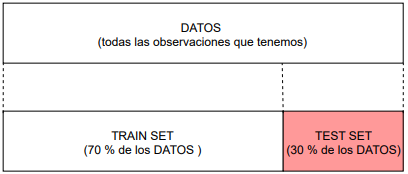 DATOS
(todas las observaciones que tenemos)
TRAIN SET
(70 % de los DATOS )
TEST SET
(30 % de los DATOS)